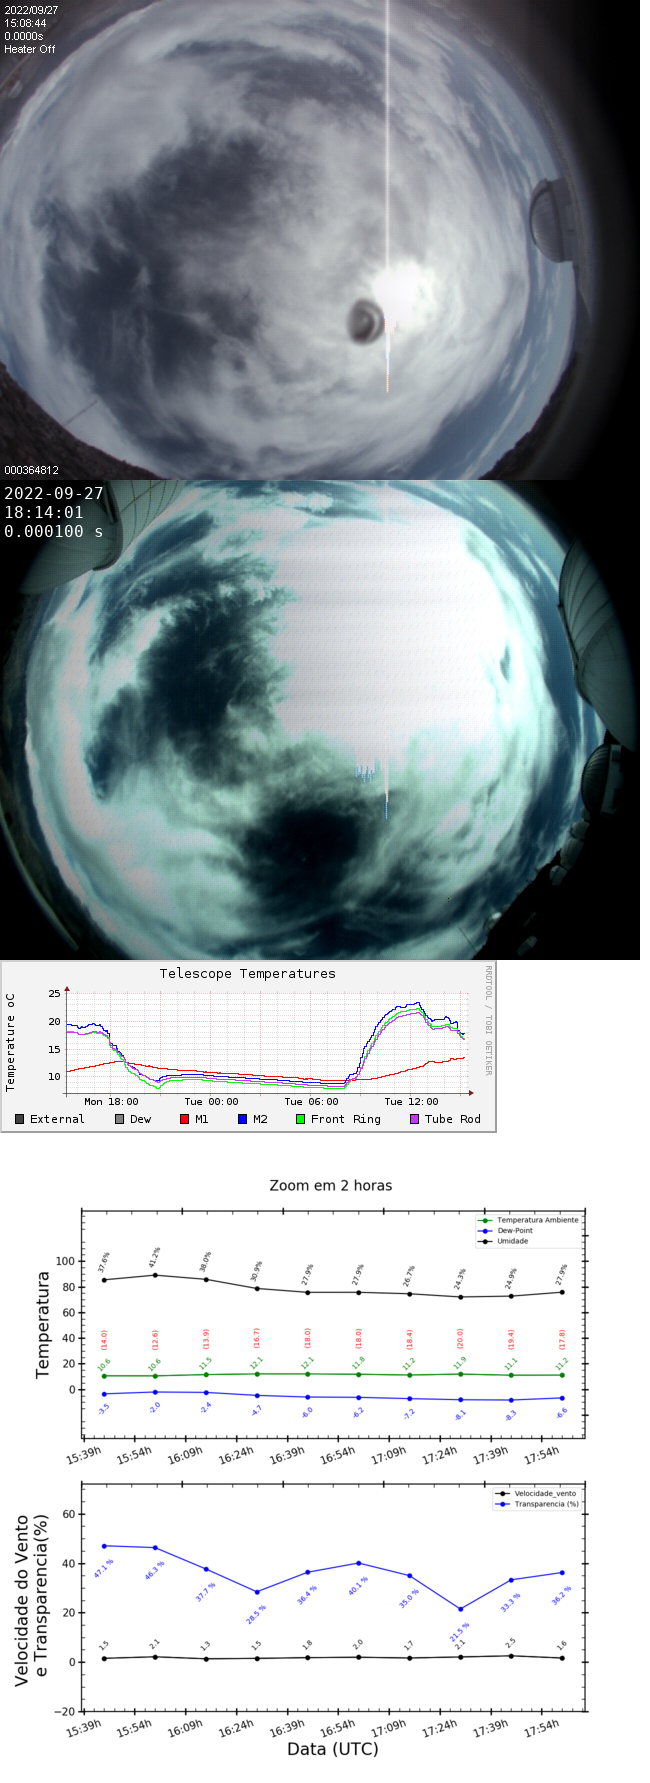 2022/09/27
15:08:44
0.0000s
Heater Off
000364812
2022-09-27
18:14:01
0.000100 s
Telescope Temperatures
RRDTOOL / TOBI OETIKER
Temperature oC
25
20
15
10
Mon 18:00 Tue 00:00 Tue 06:00 Tue 12:00
External Dew M1 M2 Front Ring Tube Rod
Zoom em 2 horas
Temperatura Ambiente
Dew-Point
Umidade
Temperatura
100
80
60
40
20
0
37.6% 41.2% 38.0% 30.9% 27.9% 27.9% 26.7% 24.3% 24.9% 27.9%
(14.0) (12.6) (13.9) (16.7) (18.0) (18.0) (18.4) (20.0) (19.4) (17.8)
10.6 10.6 11.5 12.1 12.1 11.8 11.2 11.9 11.1 11.2
-3.5 -2.0 -2.4 -4.7 -6.0 -6.2 -7.2 -8.1 -8.3 -6.6
15:39h 15:54h 16:09h 16:24h 16:39h 16:54h 17:09h 17:24h 17:39h 17:54h
Velocidade_vento
Transparencia (%)
Velocidade do Vento
e Transparencia(%)
60
40
20
0
−20
47.1 % 46.3 % 37.7 % 28.5 % 36.4 % 40.1 % 35.0 % 21.5 % 33.3 % 36.2 %
1.5 2.1 1.3 1.5 1.8 2.0 1.7 2.1 2.5 1.6
15:39h 15:54h 16:09h 16:24h 16:39h 16:54h 17:09h 17:24h 17:39h 17:54h
Data (UTC)